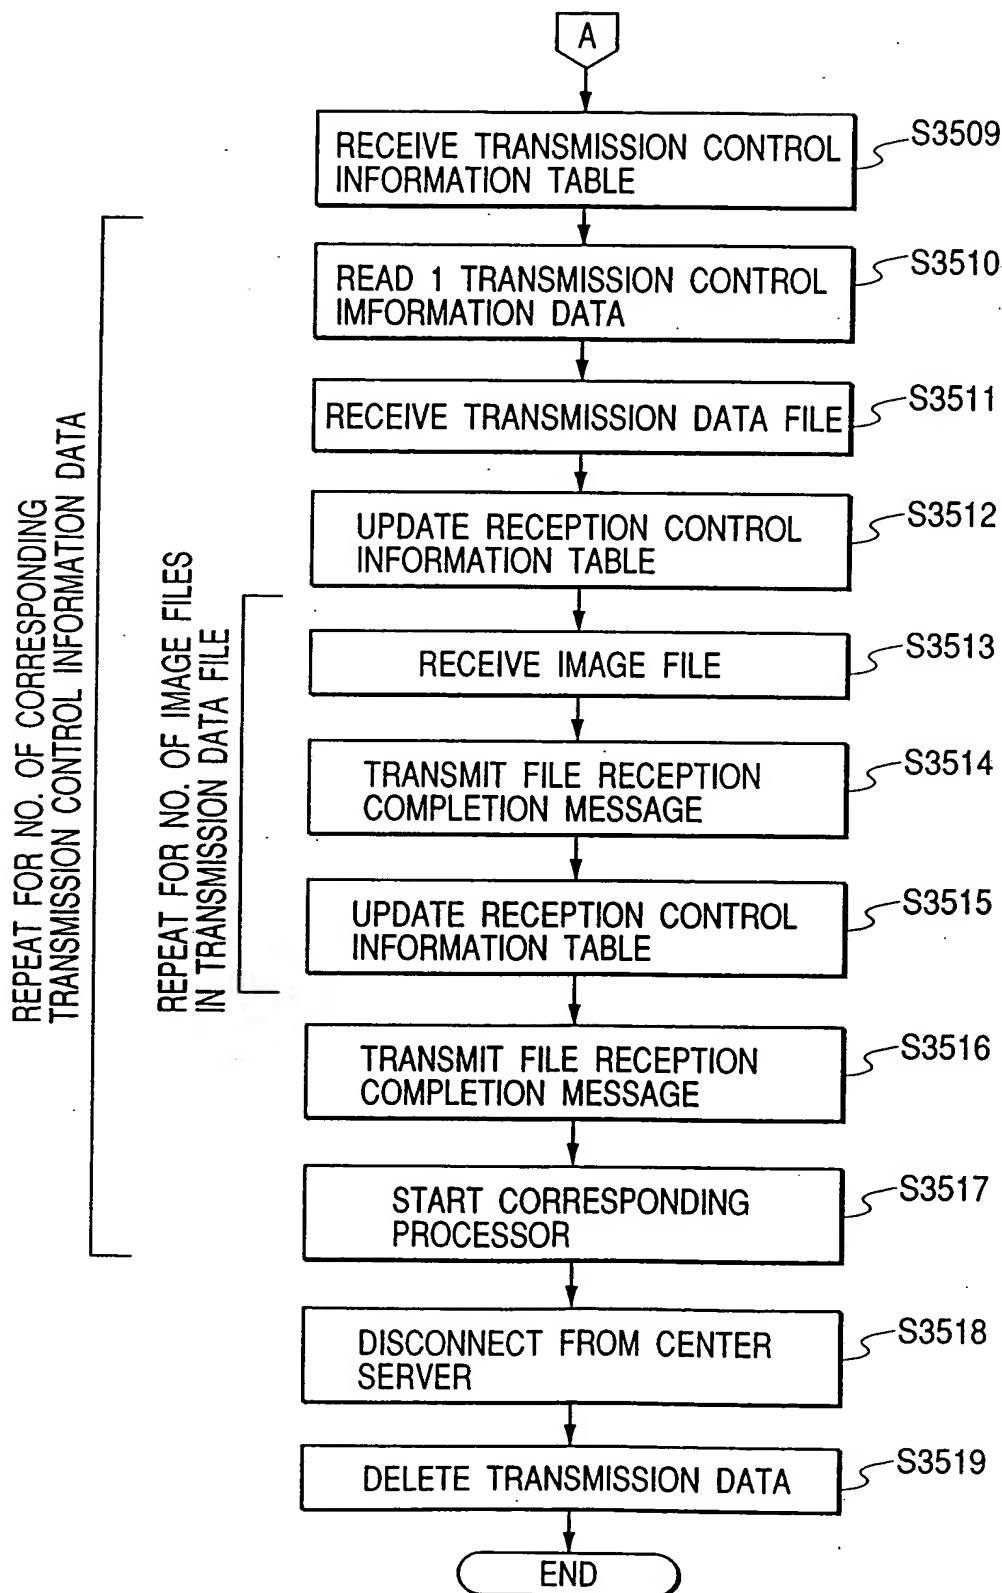 A
RECEIVE TRANSMISSION CONTROL
INFORMATION TABLE
S3509
READ 1 TRANSMISSION CONTROL
IMFORMATION DATA
S3510
RECEIVE TRANSMISSION DATA FILE
S3511
UPDATE RECEPTION CONTROL
INFORMATION TABLE
S3512
RECEIVE IMAGE FILE
S3513
TRANSMIT FILE RECEPTION
COMPLETION MESSAGE
S3514
UPDATE RECEPTION CONTROL
INFORMATION TABLE
S3515
TRANSMIT FILE RECEPTION
COMPLETION MESSAGE
S3516
START CORRESPONDING
PROCESSOR
S3517
DISCONNECT FROM CENTER
SERVER
S3518
DELETE TRANSMISSION DATA
S3519
END
REPEAT FOR NO. OF CORRESPONDING
TRANSMISSION CONTROL INFORMATION DATA
REPEAT FOR NO. OF IMAGE FILES
IN TRANSMISSION DATA FILE